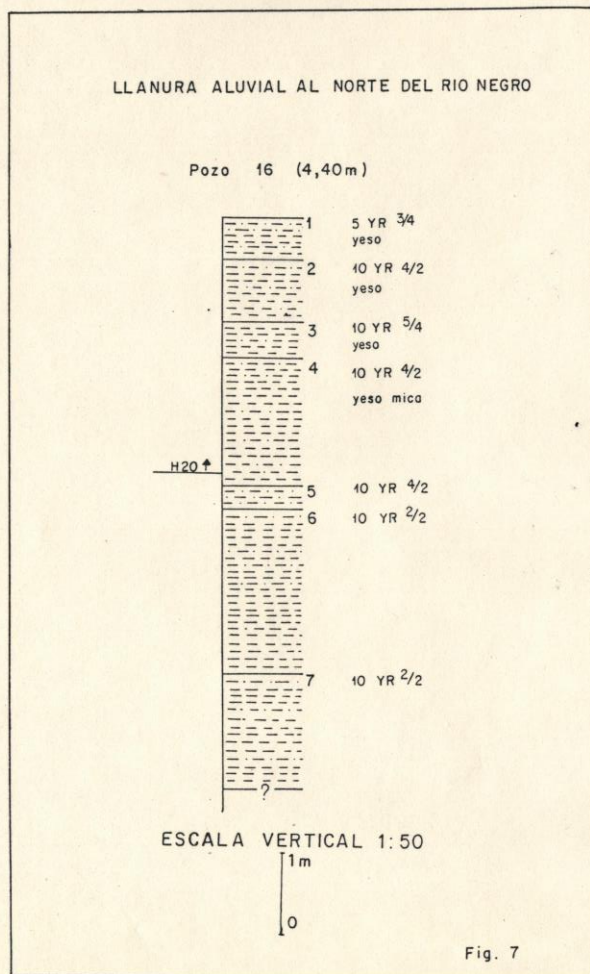 LLANURA ALUVIAL AL NORTE DEL RIO NEGRO
Pozo 16 (4,40m)
1 5 YR 3/4
yeso
2 10 YR 4/2
yeso
3 10 YR 5/4
yeso
4 10 YR 4/2
yeso mica
H2O ↑
5 10 YR 4/2
6 10 YR 2/2
7 10 YR 2/2
?
ESCALA VERTICAL 1:50
1m
0
Fig. 7